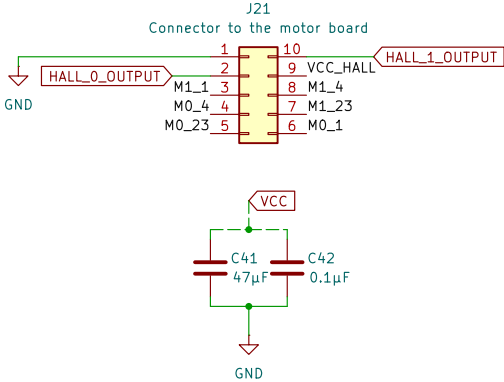 J21
Connector to the motor board
1 10 HALL_1_OUTPUT
HALL_0_OUTPUT 2 9 VCC_HALL
GND M1_1 3 8 M1_4
M0_4 4 7 M1_23
M0_23 5 6 M0_1
VCC
C41 C42
47µF 0.1µF
GND